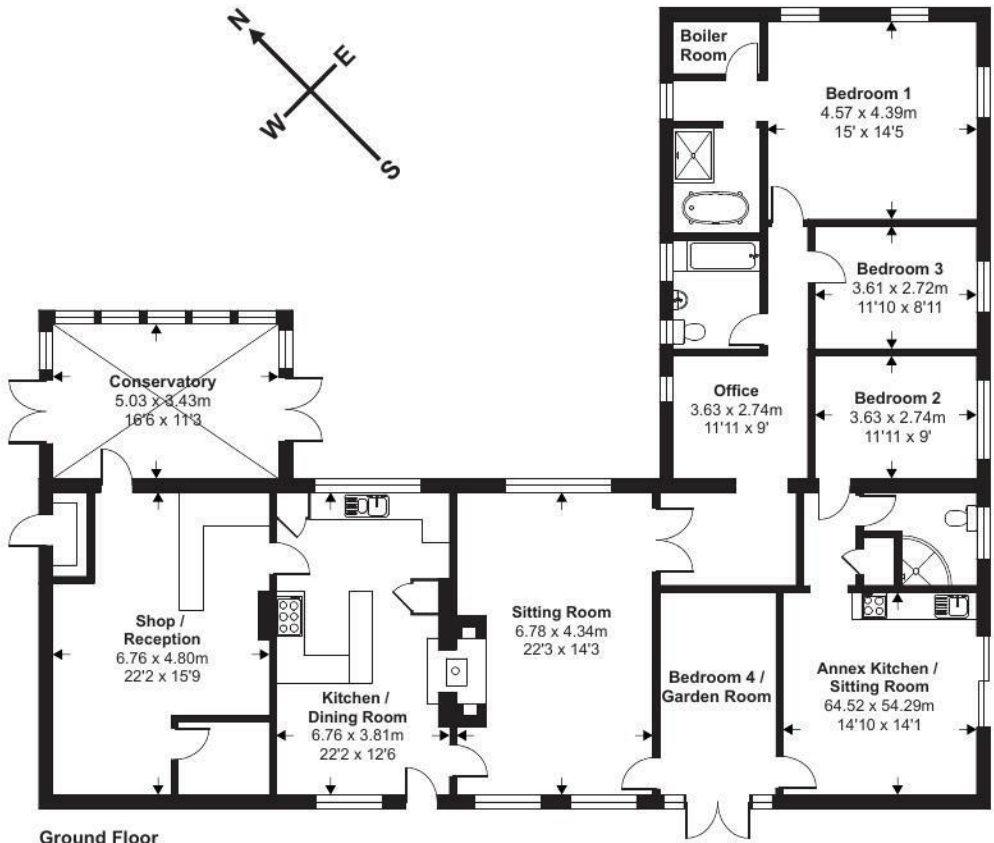 N
E
W
S
Boiler
Room
Bedroom 1
4.57 x 4.39m
15' x 14'5
Bedroom 3
3.61 x 2.72m
11'10 x 8'11
Conservatory
5.03 x 3.43m
16'6 x 11'3
Office
3.63 x 2.74m
11'11 x 9'
Bedroom 2
3.63 x 2.74m
11'11 x 9'
Shop /
Reception
6.76 x 4.80m
22'2 x 15'9
Kitchen /
Dining Room
6.76 x 3.81m
22'2 x 12'6
Sitting Room
6.78 x 4.34m
22'3 x 14'3
Bedroom 4 /
Garden Room
Annex Kitchen /
Sitting Room
64.52 x 54.29m
14'10 x 14'1
Ground Floor